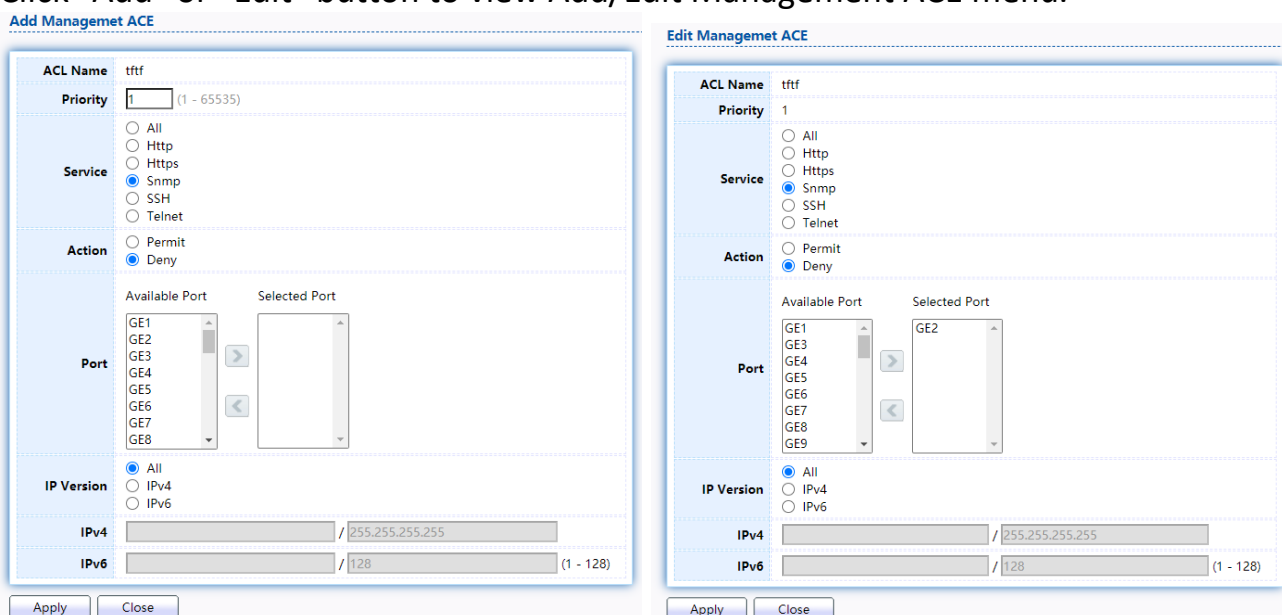 Click "Add" or "Edit" button to view Add/Edit Management ACL menu.
Add Managemet ACE
ACL Name tftf
Priority 1 (1 - 65535)
Service
All
Http
Https
Snmp
SSH
Telnet
Action
Permit
Deny
Port
Available Port Selected Port
GE1
GE2
GE3
GE4
GE5
GE6
GE7
GE8
IP Version
All
IPv4
IPv6
IPv4 / 255.255.255.255
IPv6 / 128 (1 - 128)
Apply Close
Edit Managemet ACE
ACL Name tftf
Priority 1
Service
All
Http
Https
Snmp
SSH
Telnet
Action
Permit
Deny
Port
Available Port Selected Port
GE1 GE2
GE3
GE4
GE5
GE6
GE7
GE8
GE9
IP Version
All
IPv4
IPv6
IPv4 / 255.255.255.255
IPv6 / 128 (1 - 128)
Apply Close